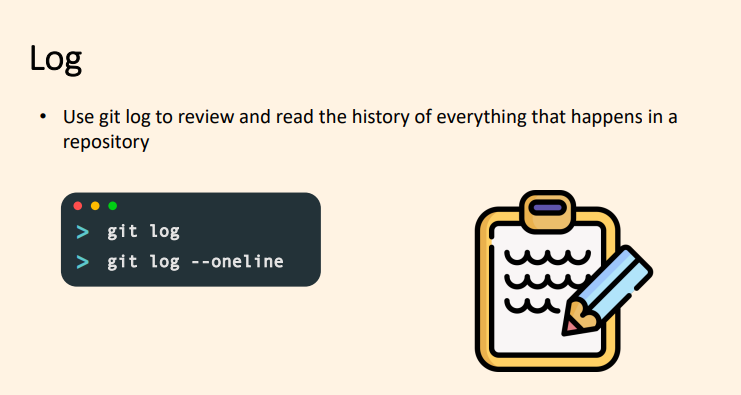 Log
• Use git log to review and read the history of everything that happens in a
repository
> git log
> git log --oneline